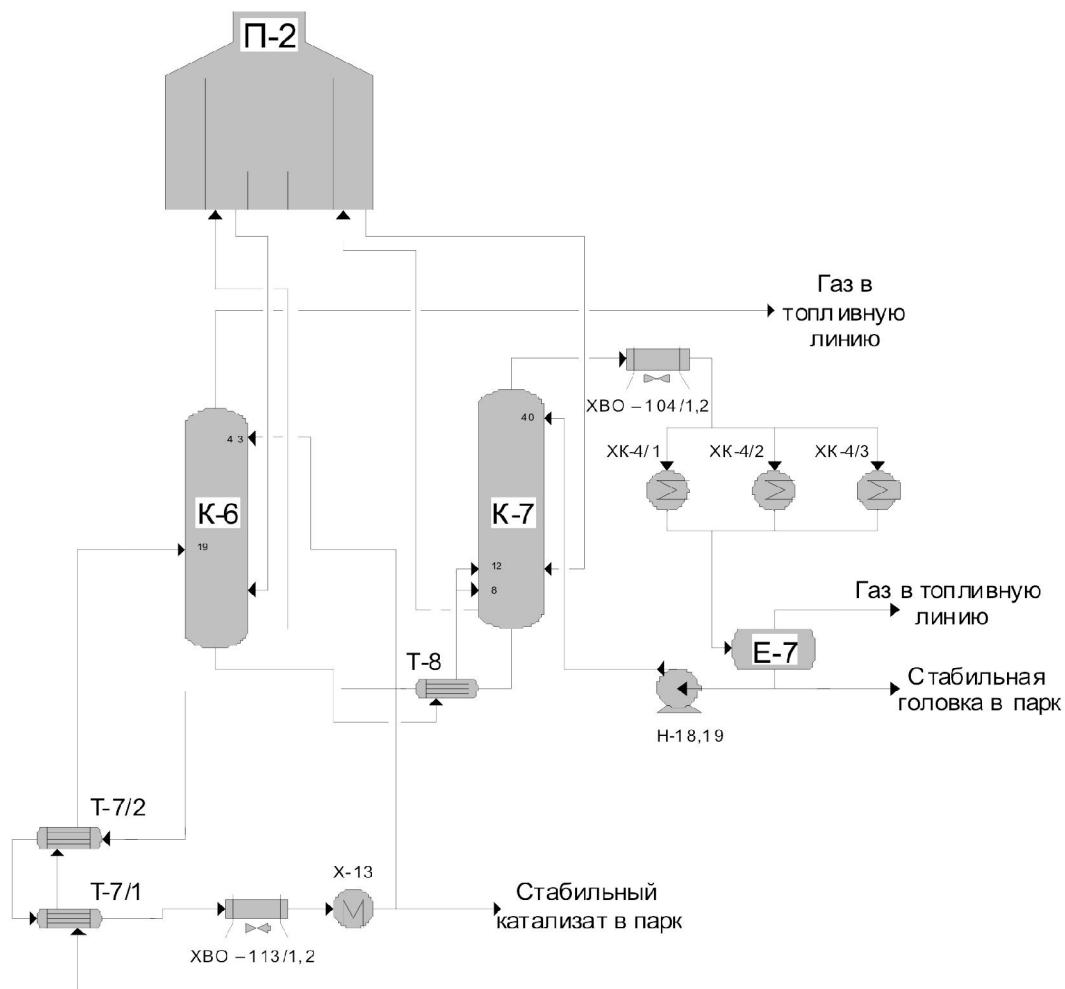 П-2
Газ в
топливную
линию
ХВО – 104/1,2
40
43
ХК-4/1
ХК-4/2
ХК-4/3
К-6
К-7
19
12
8
Газ в топливную
линию
Т-8
Е-7
Стабильная
головка в парк
Н-18,19
Т-7/2
Х-13
Т-7/1
Стабильный
катализат в парк
ХВО – 113/1,2